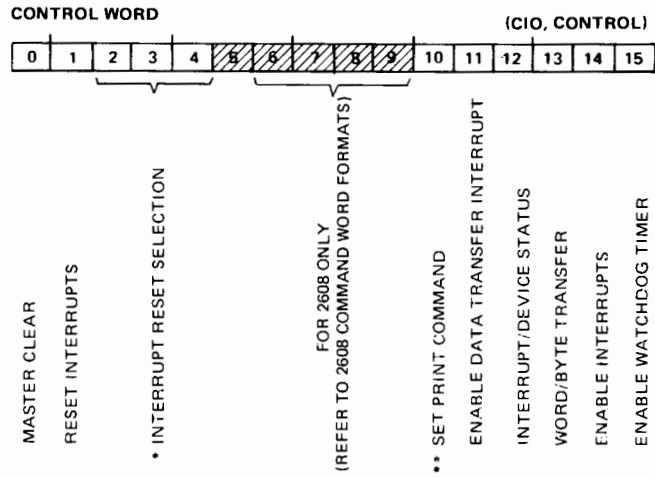 CONTROL WORD
(CIO, CONTROL)
0 1 2 3 4 5 6 7 8 9 10 11 12 13 14 15
MASTER CLEAR
RESET INTERRUPTS
* INTERRUPT RESET SELECTION
FOR 2608 ONLY
(REFER TO 2608 COMMAND WORD FORMATS)
** SET PRINT COMMAND
ENABLE DATA TRANSFER INTERRUPT
INTERRUPT/DEVICE STATUS
WORD/BYTE TRANSFER
ENABLE INTERRUPTS
ENABLE WATCHDOG TIMER